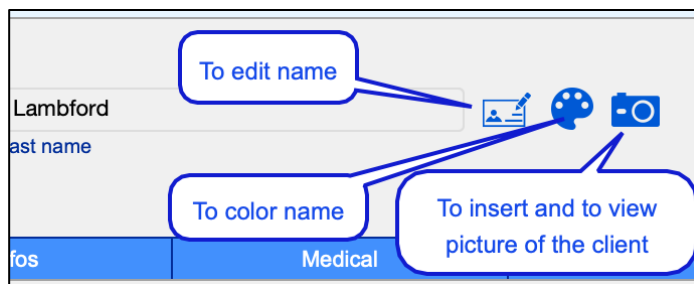 To edit name
Lambford
ast name
To color name
To insert and to view
picture of the client
fos
Medical